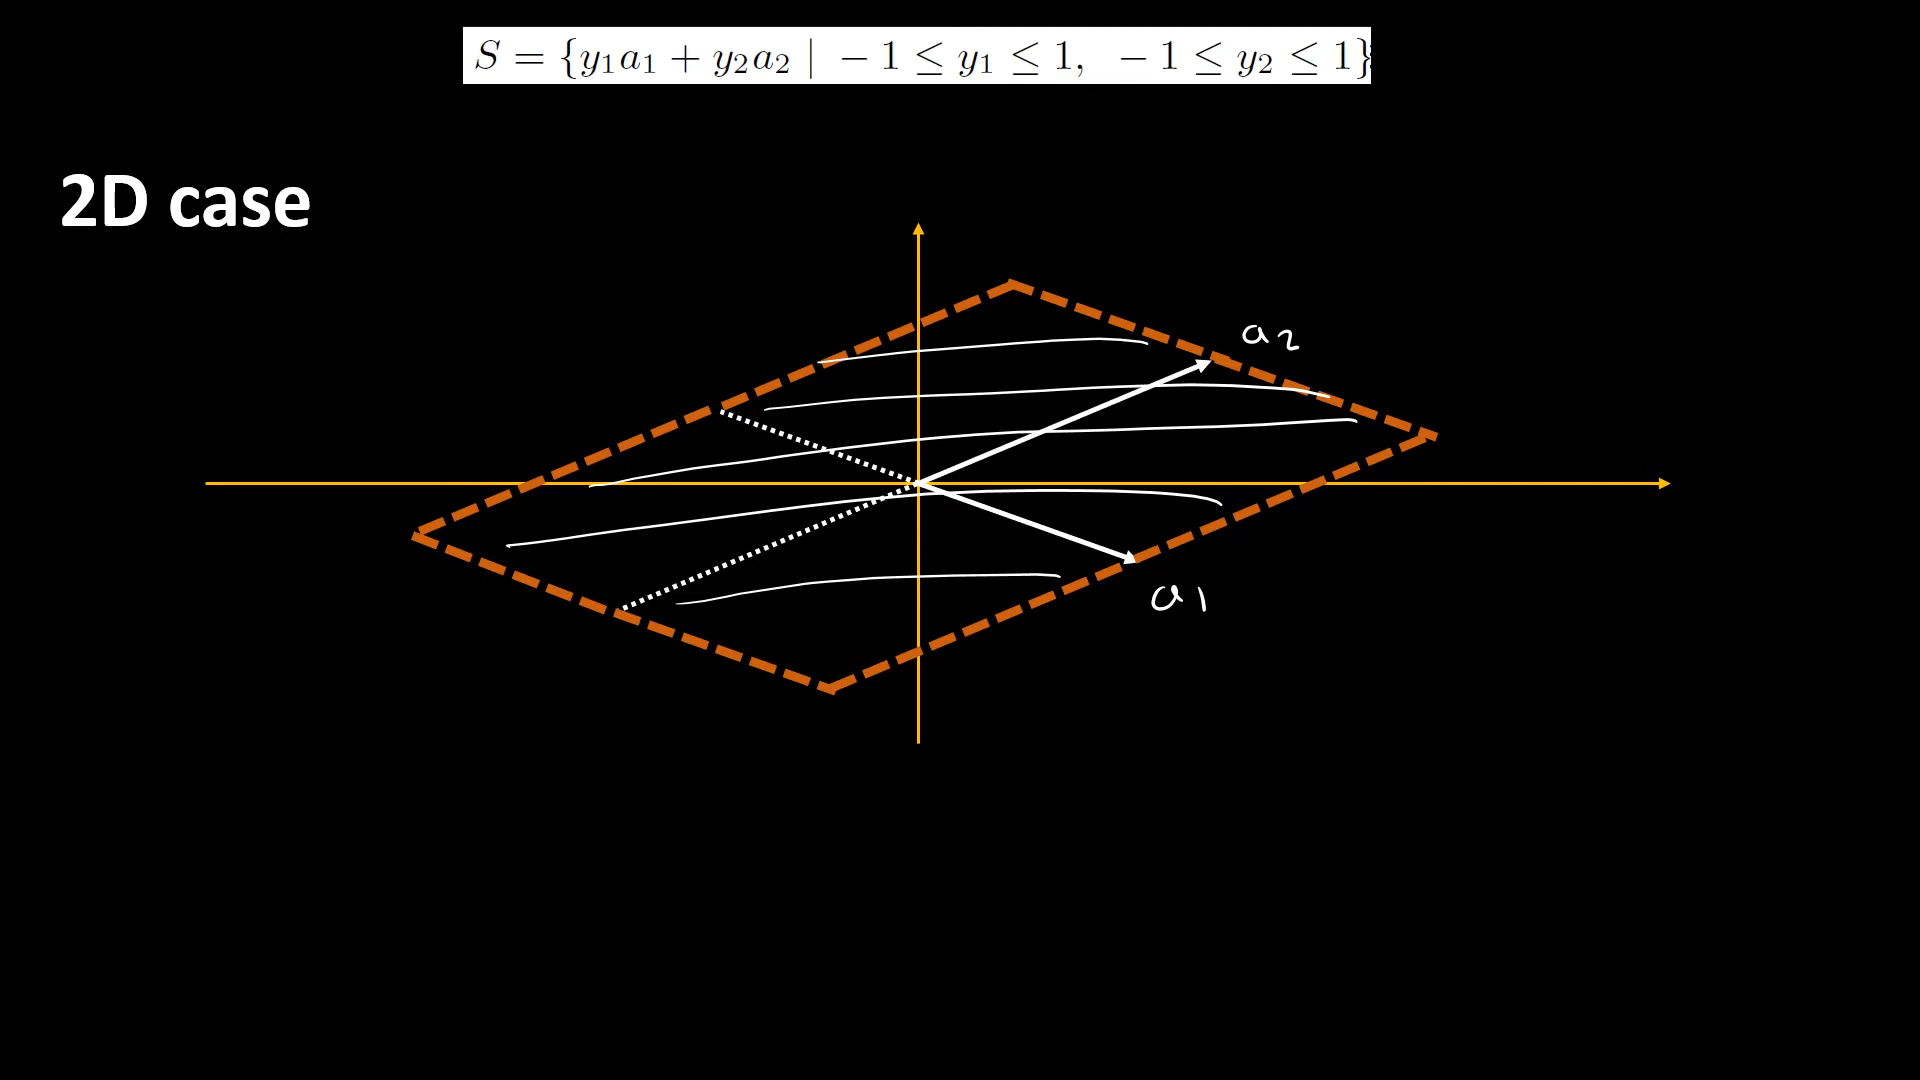 S = {y₁a₁ + y₂a₂ | − 1 ≤ y₁ ≤ 1, − 1 ≤ y₂ ≤ 1}
2D case
a₂
a₁